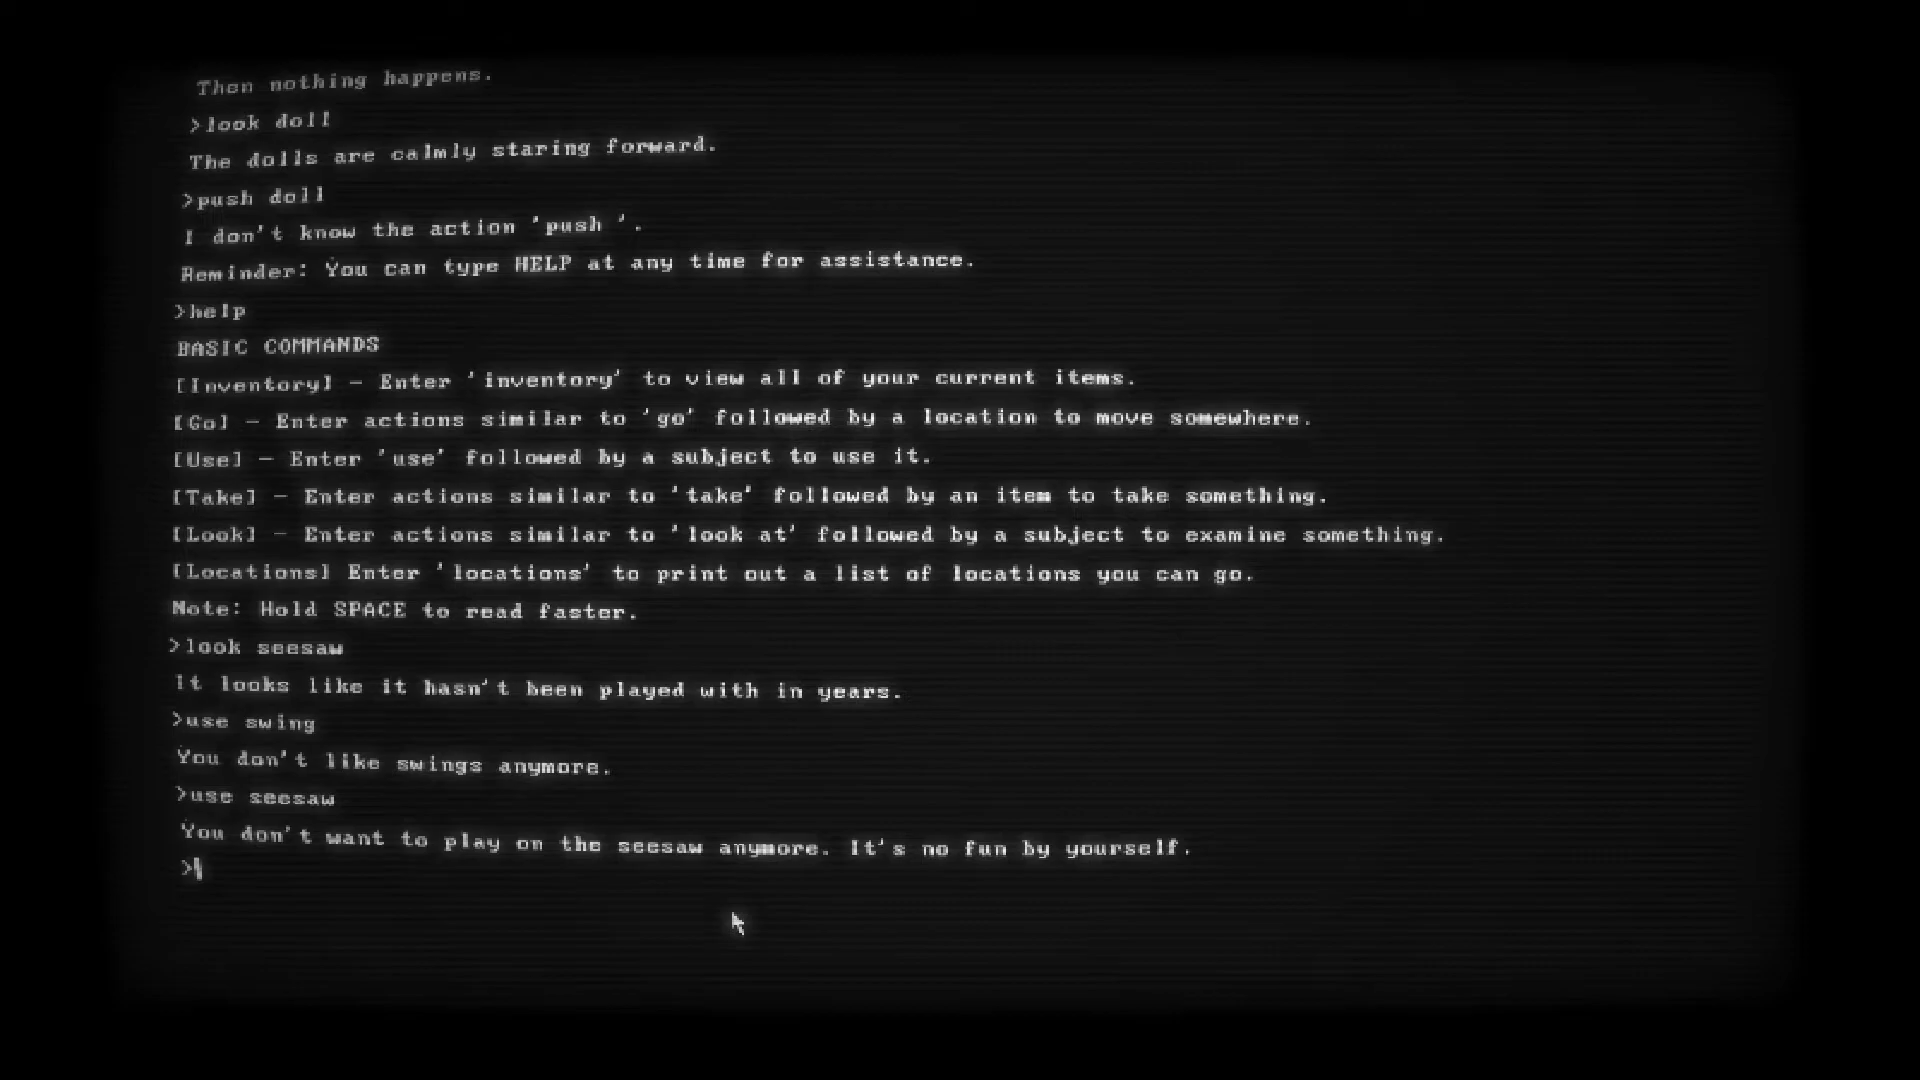 Then nothing happens.
>look doll
The dolls are calmly staring forward.
>push doll
I don't know the action 'push '.
Reminder: You can type HELP at any time for assistance.
>help
BASIC COMMANDS
[Inventory] - Enter 'inventory' to view all of your current items.
[Go] - Enter actions similar to 'go' followed by a location to move somewhere.
[Use] - Enter 'use' followed by a subject to use it.
[Take] - Enter actions similar to 'take' followed by an item to take something.
[Look] - Enter actions similar to 'look at' followed by a subject to examine something.
[Locations] Enter 'locations' to print out a list of locations you can go.
Note: Hold SPACE to read faster.
>look seesaw
It looks like it hasn't been played with in years.
>use swing
You don't like swings anymore.
>use seesaw
You don't want to play on the seesaw anymore. It's no fun by yourself.
>